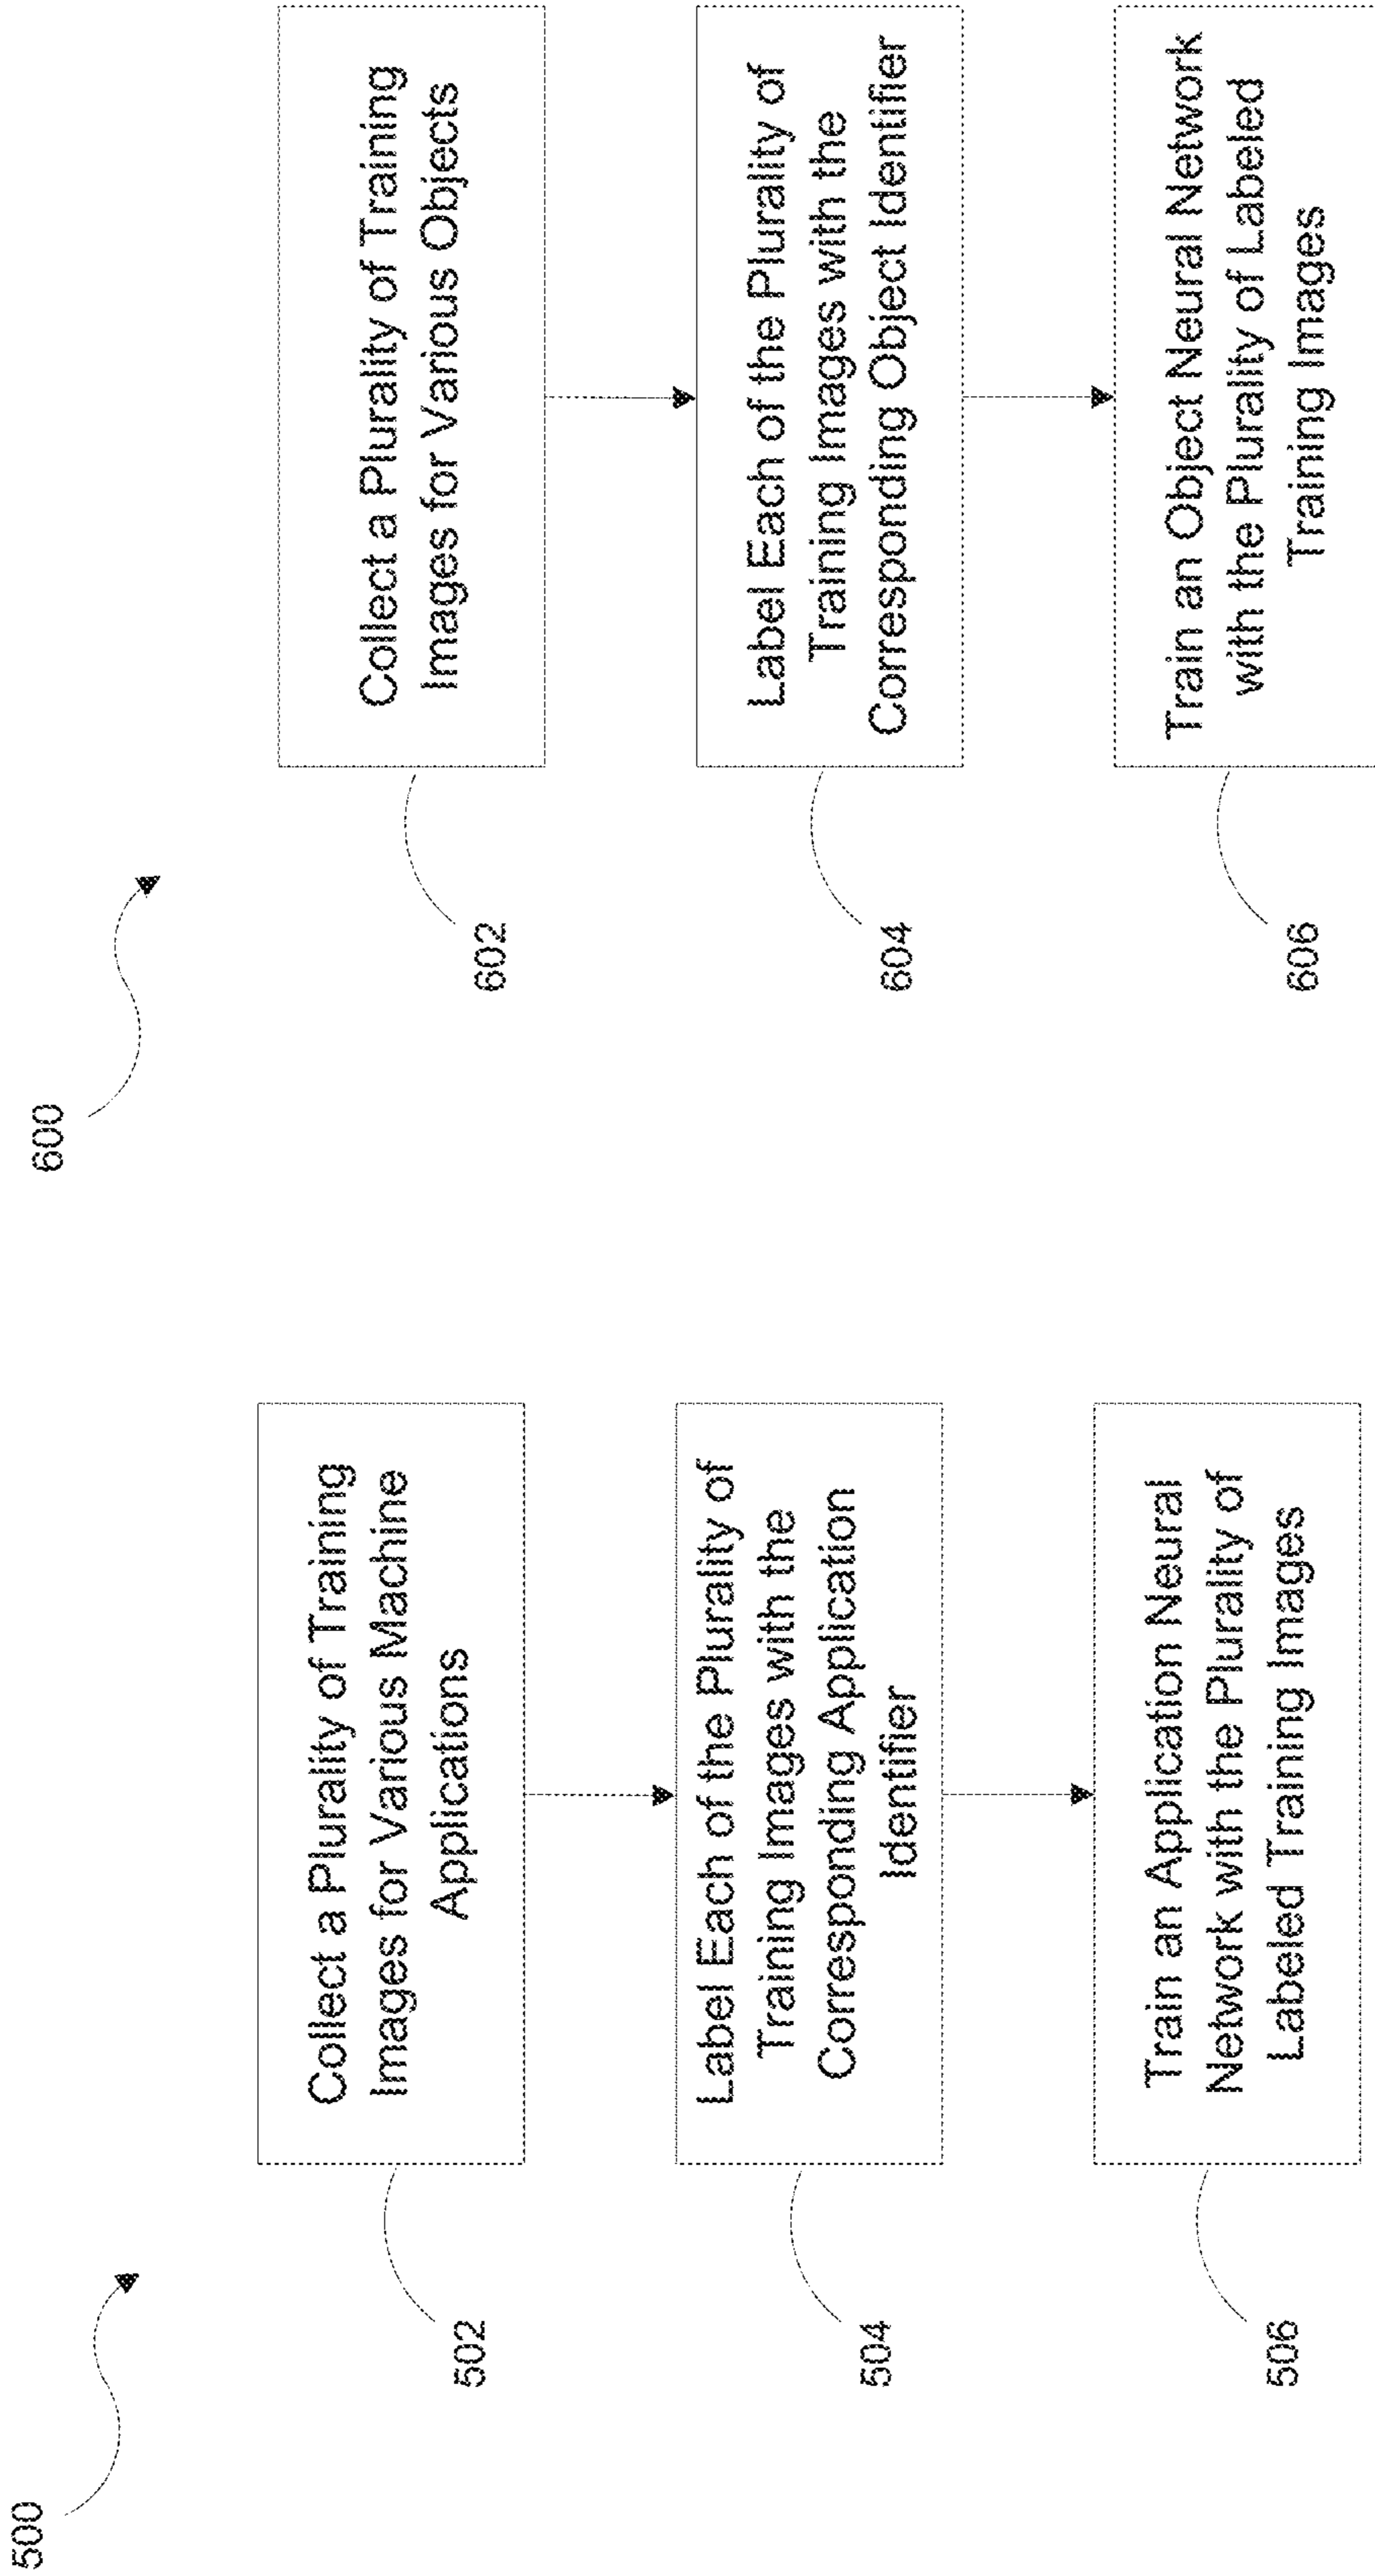 500
502
Collect a Plurality of Training
Images for Various Machine
Applications
504
Label Each of the Plurality of
Training Images with the
Corresponding Application
Identifier
506
Train an Application Neural
Network with the Plurality of
Labeled Training Images
600
602
Collect a Plurality of Training
Images for Various Objects
604
Label Each of the Plurality of
Training Images with the
Corresponding Object Identifier
606
Train an Object Neural Network
with the Plurality of Labeled
Training Images